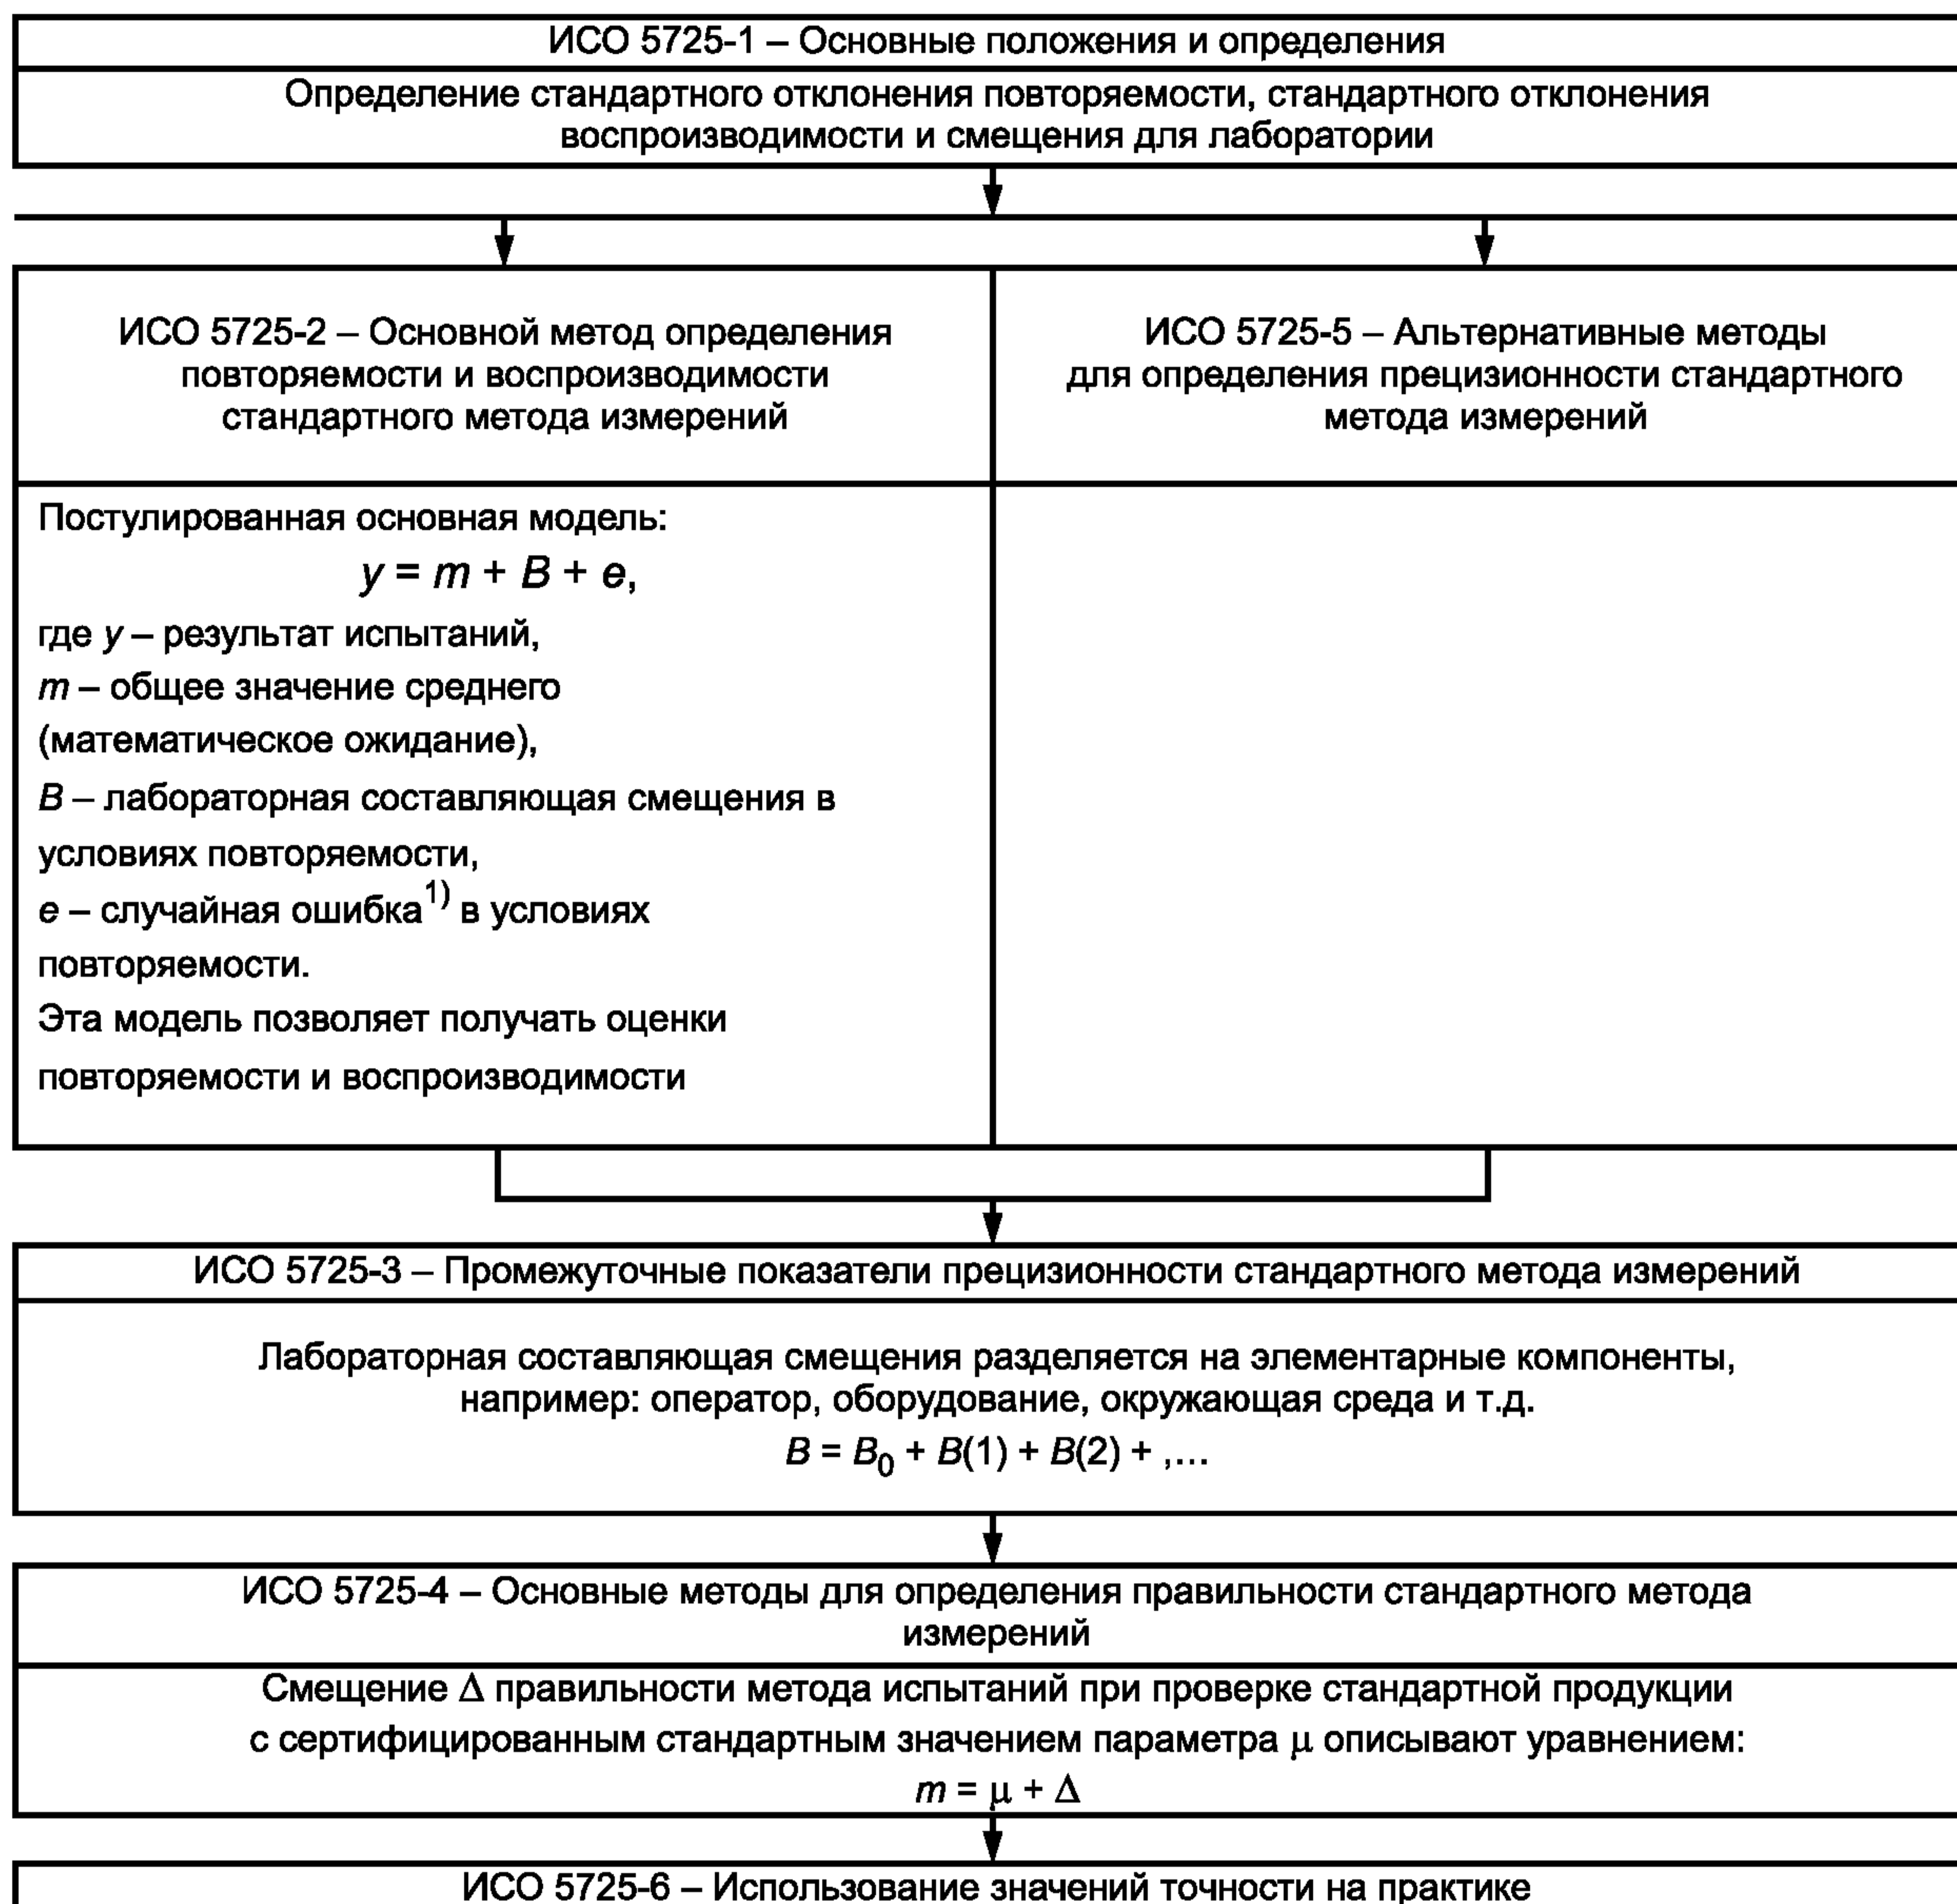 ИСО 5725-1 – Основные положения и определения
Определение стандартного отклонения повторяемости, стандартного отклонения
воспроизводимости и смещения для лаборатории
ИСО 5725-2 – Основной метод определения
повторяемости и воспроизводимости
стандартного метода измерений
ИСО 5725-5 – Альтернативные методы
для определения прецизионности стандартного
метода измерений
Постулированная основная модель:
y = m + B + e,
где y – результат испытаний,
m – общее значение среднего
(математическое ожидание),
B – лабораторная составляющая смещения в
условиях повторяемости,
e – случайная ошибка¹⁾ в условиях
повторяемости.
Эта модель позволяет получать оценки
повторяемости и воспроизводимости
ИСО 5725-3 – Промежуточные показатели прецизионности стандартного метода измерений
Лабораторная составляющая смещения разделяется на элементарные компоненты,
например: оператор, оборудование, окружающая среда и т.д.
B = B₀ + B(1) + B(2) + ,...
ИСО 5725-4 – Основные методы для определения правильности стандартного метода
измерений
Смещение Δ правильности метода испытаний при проверке стандартной продукции
с сертифицированным стандартным значением параметра μ описывают уравнением:
m = μ + Δ
ИСО 5725-6 – Использование значений точности на практике